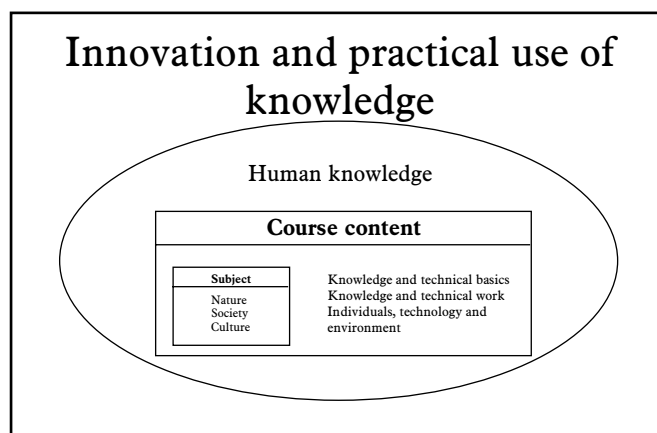 Innovation and practical use of
knowledge
Human knowledge
Course content
Subject
Nature
Society
Culture
Knowledge and technical basics
Knowledge and technical work
Individuals, technology and
environment